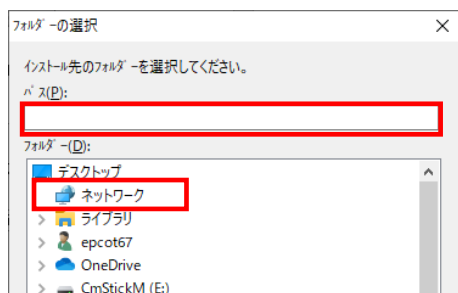 フォルダーの選択
インストール先のフォルダーを選択してください。
パス(P):
フォルダー(D):
デスクトップ
ネットワーク
ライブラリ
epcot67
OneDrive
CmStickM (E:)